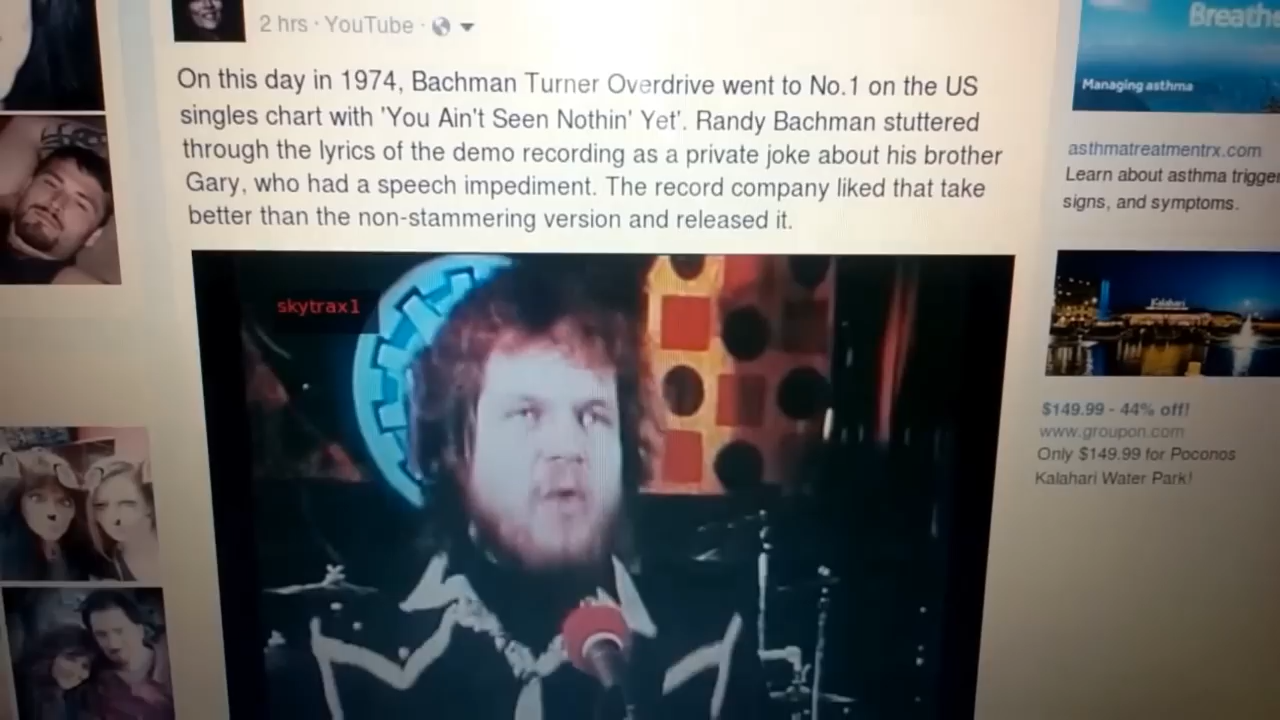 2 hrs · YouTube ·
On this day in 1974, Bachman Turner Overdrive went to No.1 on the US
singles chart with 'You Ain't Seen Nothin' Yet'. Randy Bachman stuttered
through the lyrics of the demo recording as a private joke about his brother
Gary, who had a speech impediment. The record company liked that take
better than the non-stammering version and released it.
skytrax1
Breathe
Managing asthma
asthmatreatmentrx.com
Learn about asthma trigger
signs, and symptoms.
Kalahari
$149.99 - 44% off!
www.groupon.com
Only $149.99 for Poconos
Kalahari Water Park!